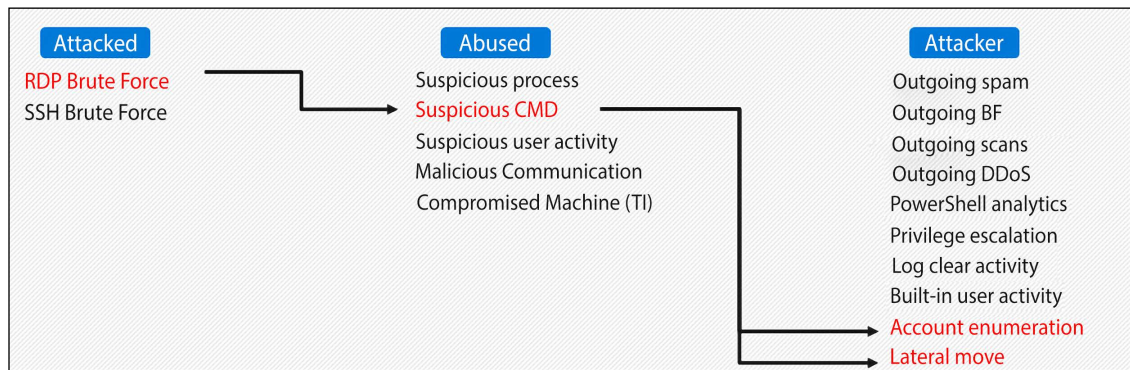 Attacked
RDP Brute Force
SSH Brute Force
Abused
Suspicious process
Suspicious CMD
Suspicious user activity
Malicious Communication
Compromised Machine (TI)
Attacker
Outgoing spam
Outgoing BF
Outgoing scans
Outgoing DDoS
PowerShell analytics
Privilege escalation
Log clear activity
Built-in user activity
Account enumeration
Lateral move